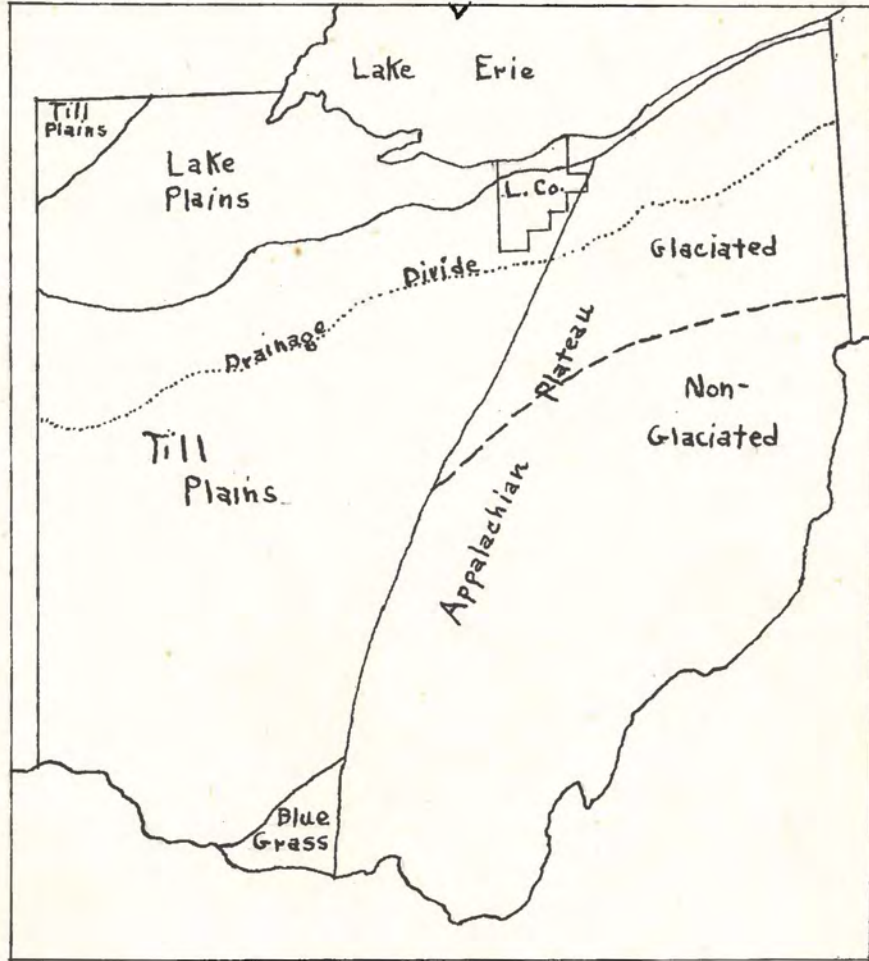 Lake Erie
Till
Plains
Lake
Plains
L. Co.
Glaciated
Drainage Divide
Plateau
Non-
Glaciated
Till
Plains
Appalachian
Blue
Grass